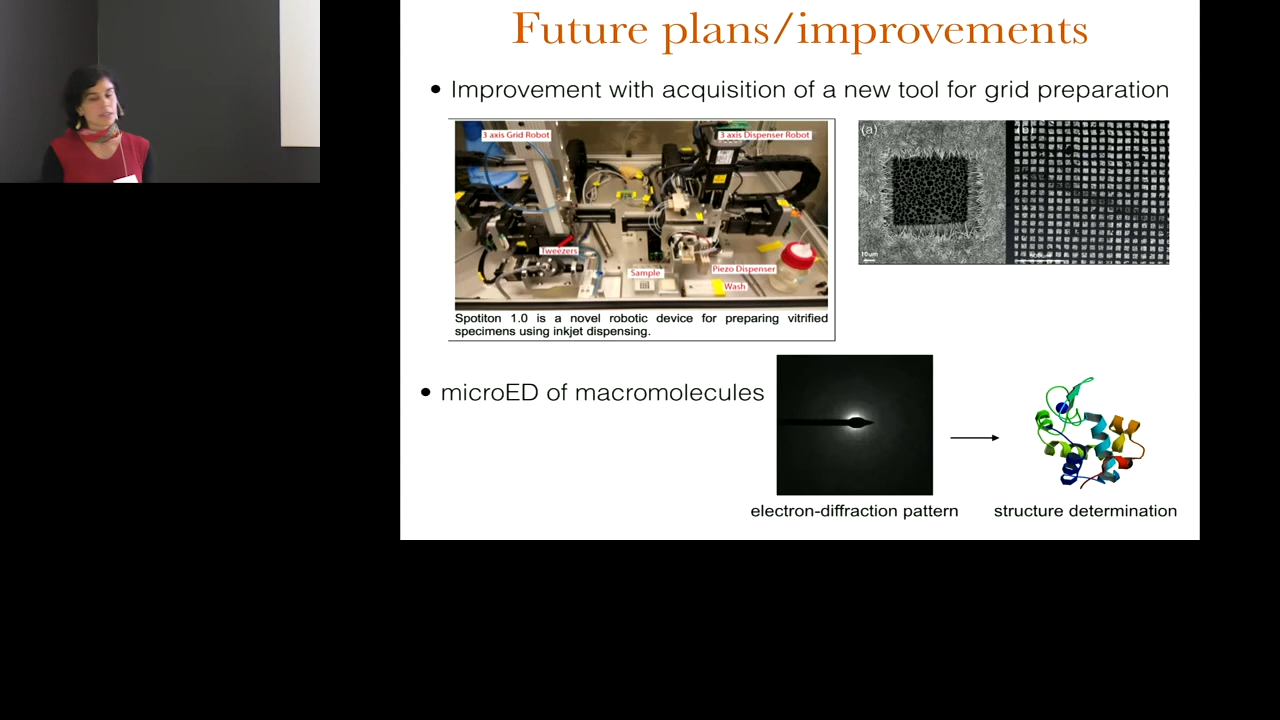 Future plans/improvements
• Improvement with acquisition of a new tool for grid preparation
3 axis Grid Robot
3 axis Dispenser Robot
Tweezers
Sample
Piezo Dispenser
Wash
Spotiton 1.0 is a novel robotic device for preparing vitrified
specimens using inkjet dispensing.
(a)
10µm
(b)
• microED of macromolecules
electron-diffraction pattern
structure determination